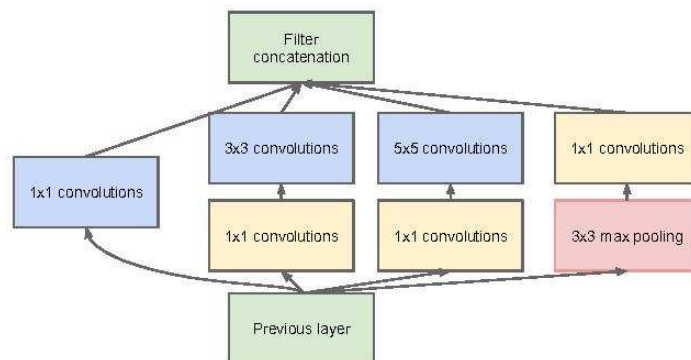 Filter
concatenation
3x3 convolutions
5x5 convolutions
1x1 convolutions
1x1 convolutions
1x1 convolutions
1x1 convolutions
3x3 max pooling
Previous layer